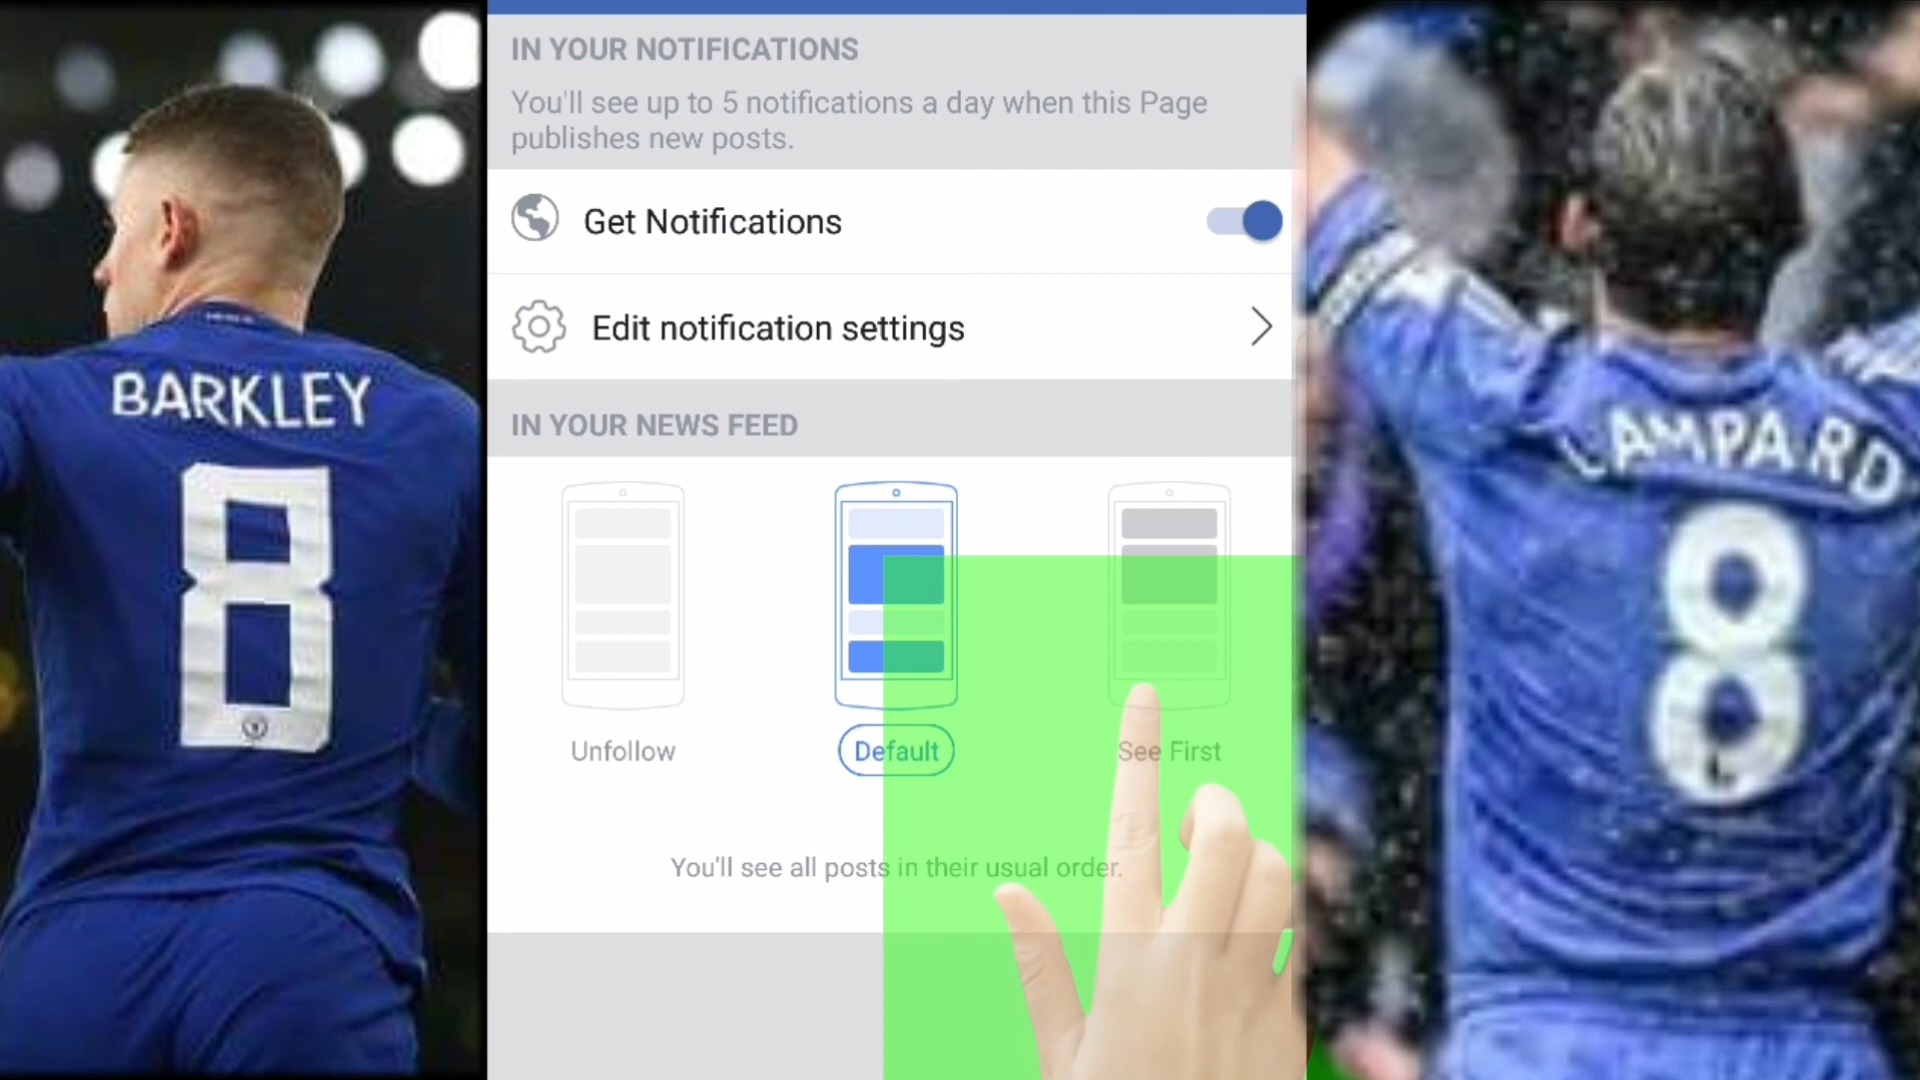 BARKLEY
8
IN YOUR NOTIFICATIONS
You'll see up to 5 notifications a day when this Page
publishes new posts.
Get Notifications
Edit notification settings
IN YOUR NEWS FEED
Unfollow
Default
See First
You'll see all posts in their usual order.
LAMPARD
8